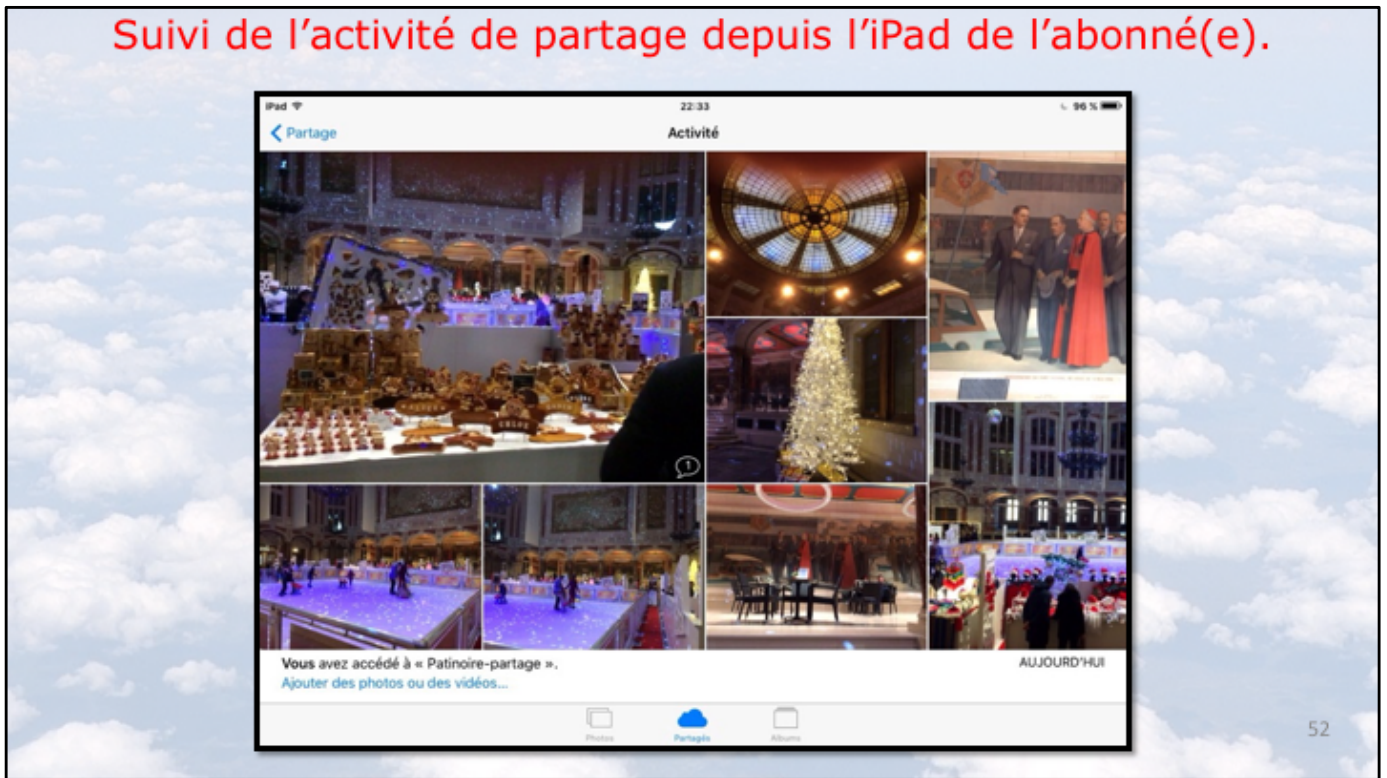 Suivi de l’activité de partage depuis l’iPad de l’abonné(e).
iPad 22:33 96 %
Partage Activité
1
Vous avez accédé à « Patinoire-partage ». AUJOURD'HUI
Ajouter des photos ou des vidéos...
Photos Partagés Albums
52